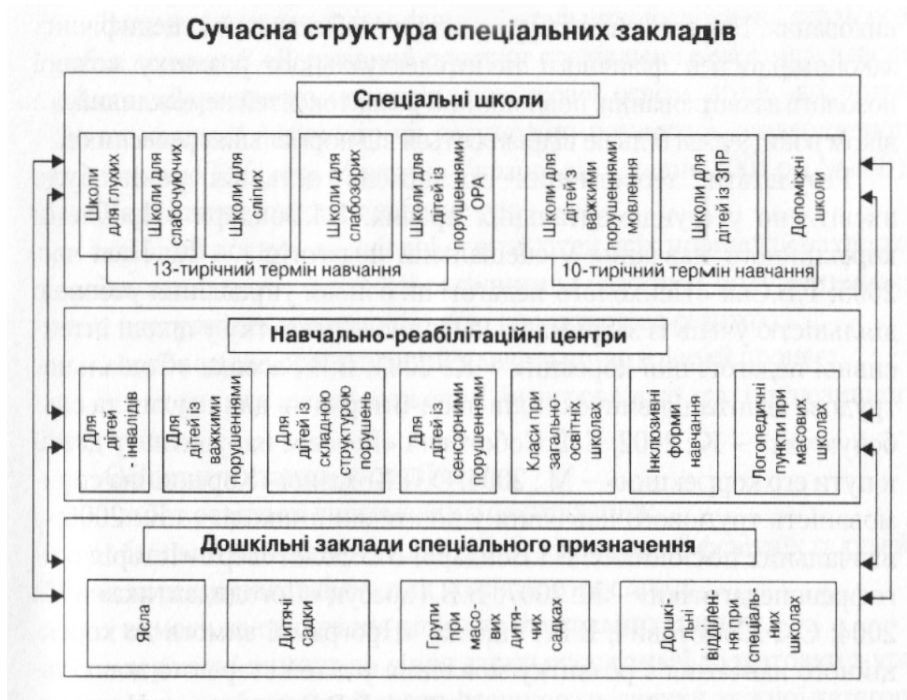 Сучасна структура спеціальних закладів
Спеціальні школи
Школи
для глухих
Школи для
слабочуючих
Школи для
сліпих
Школи для
слабозорих
Школи для
дітей із
порушеннями
ОРА
Школи для
дітей з
важкими
порушеннями
мовлення
Школи для
дітей із ЗПР
Допоміжні
школи
13-тирічний термін навчання
10-тирічний термін навчання
Навчально-реабілітаційні центри
Для
дітей
- інвалідів
Для
дітей із
важкими
порушеннями
Для
дітей із
складною
структурою
порушень
Для
дітей із
сенсорними
порушеннями
Класи при
загально-
освітніх
школах
Інклюзивні
форми
навчання
Логопедичні
пункти при
масових
школах
Дошкільні заклади спеціального призначення
Ясла
Дитячі
садки
Групи
при
масо-
вих
дитя-
чих
садках
Дошкі-
льні
відділен
ня при
спеціаль
них
школах